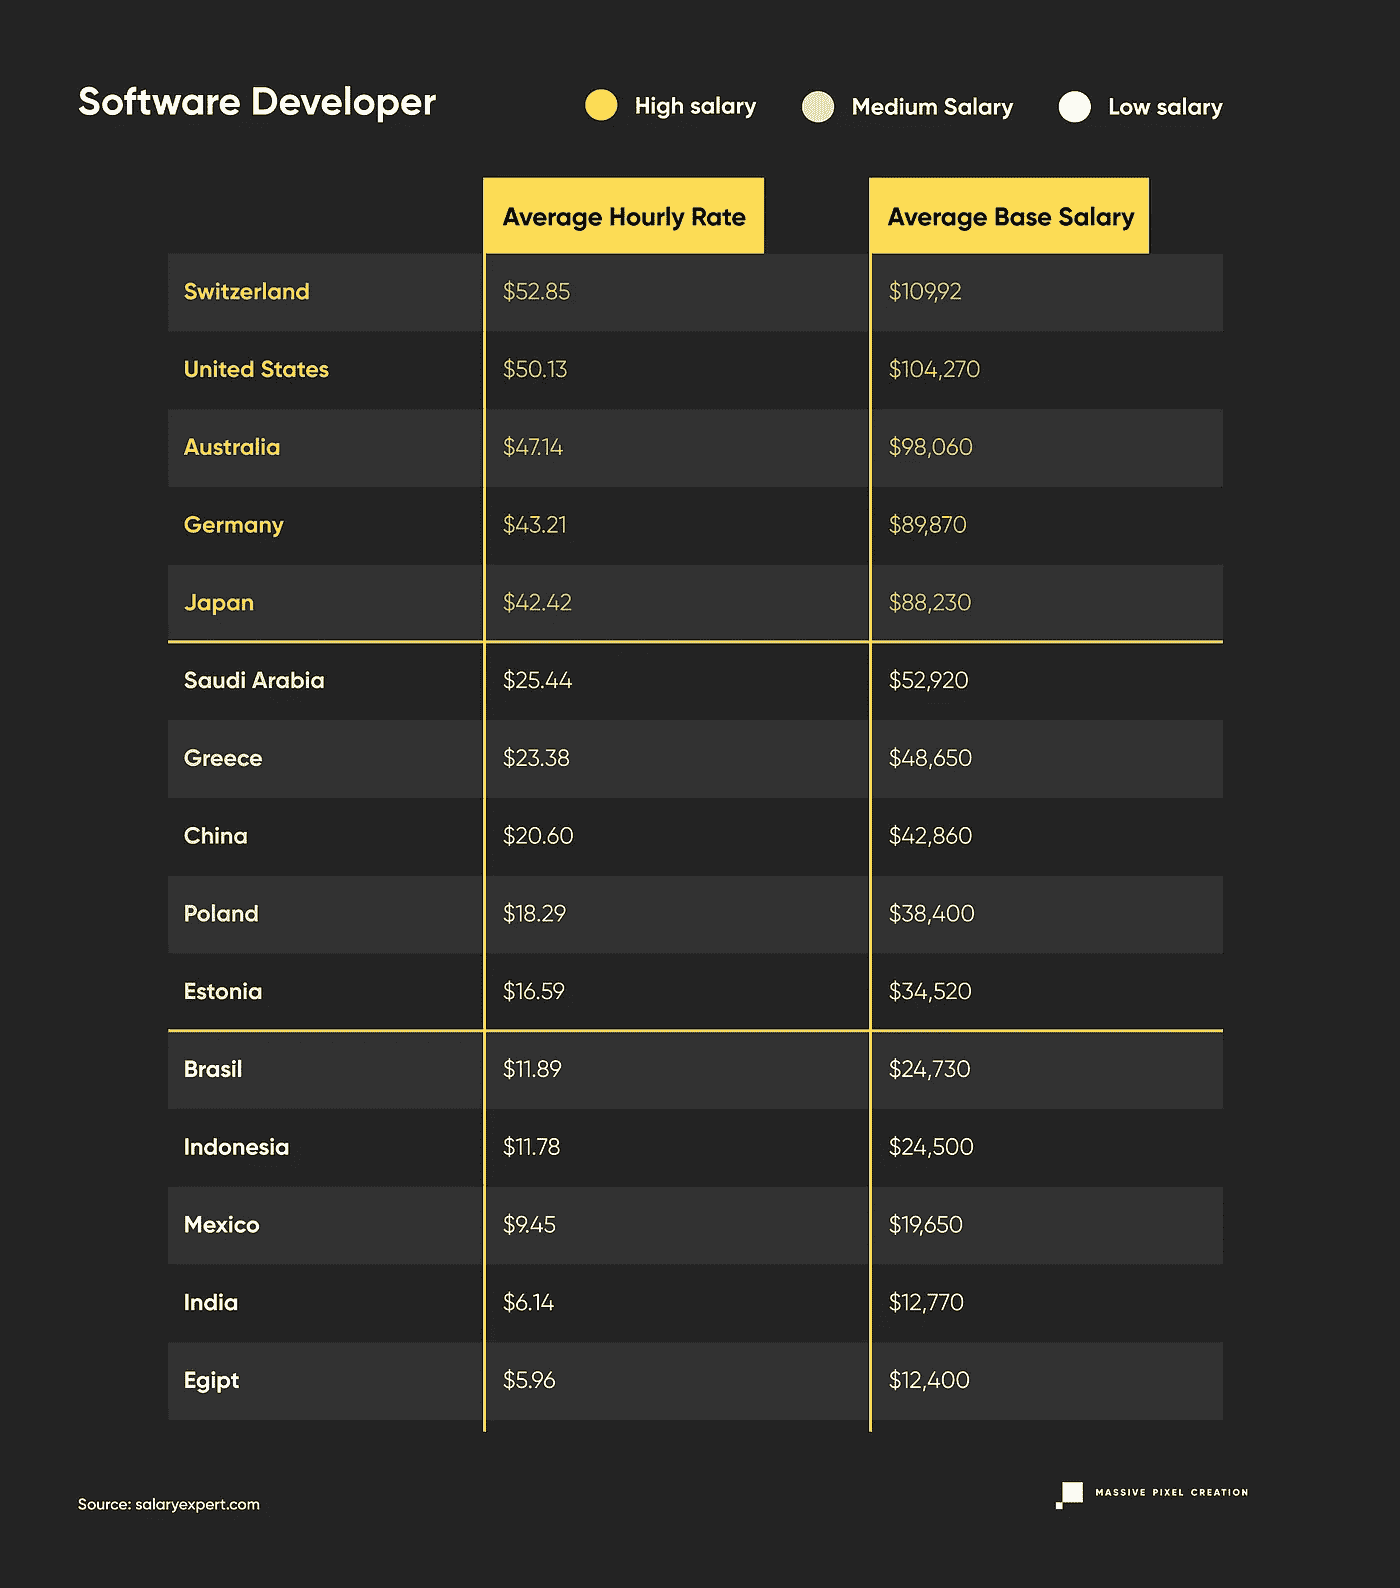 Software Developer
High salary
Medium Salary
Low salary
Average Hourly Rate Average Base Salary
Switzerland $52.85 $109,92
United States $50.13 $104,270
Australia $47.14 $98,060
Germany $43.21 $89,870
Japan $42.42 $88,230
Saudi Arabia $25.44 $52,920
Greece $23.38 $48,650
China $20.60 $42,860
Poland $18.29 $38,400
Estonia $16.59 $34,520
Brasil $11.89 $24,730
Indonesia $11.78 $24,500
Mexico $9.45 $19,650
India $6.14 $12,770
Egipt $5.96 $12,400
Source: salaryexpert.com
MASSIVE PIXEL CREATION